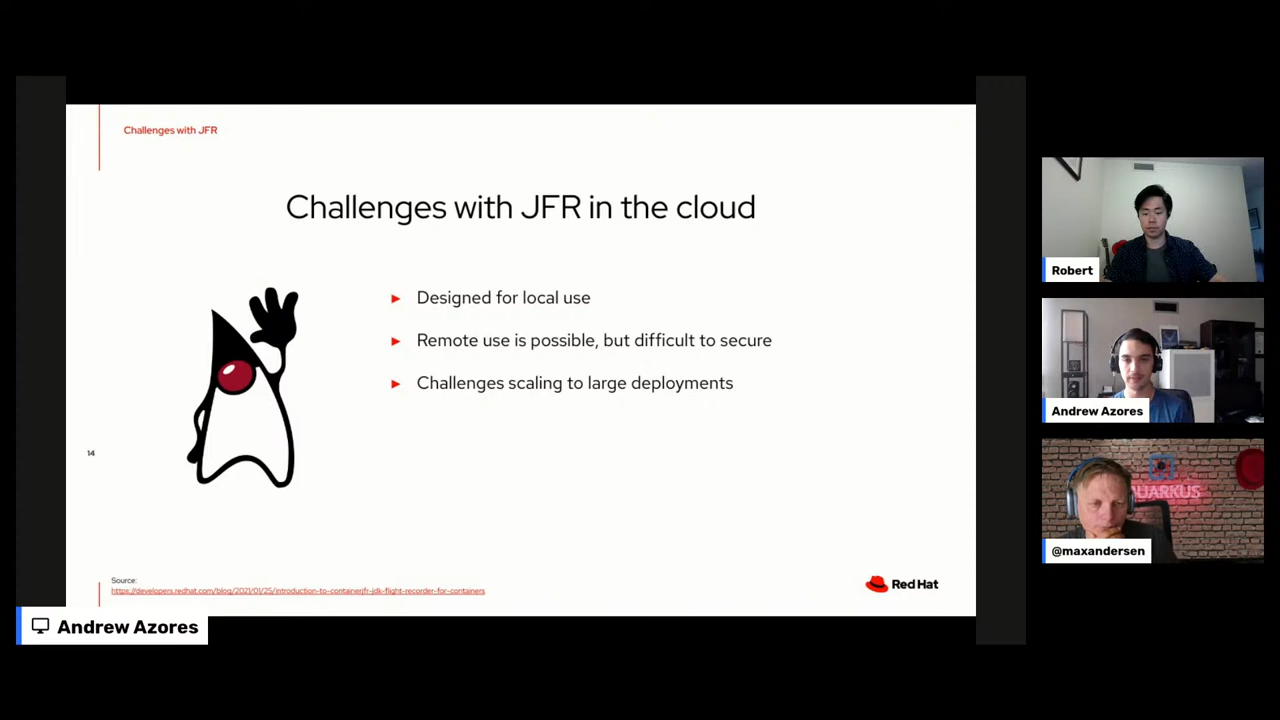 Challenges with JFR
Challenges with JFR in the cloud
► Designed for local use
► Remote use is possible, but difficult to secure
► Challenges scaling to large deployments
14
Source:
https://developers.redhat.com/blog/2021/01/25/introduction-to-containerjfr-jdk-flight-recorder-for-containers
Red Hat
Andrew Azores
Robert
Andrew Azores
QUARKUS
@maxandersen